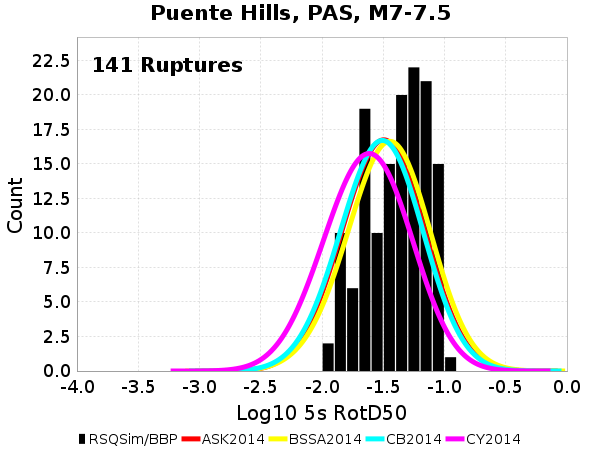 Puente Hills, PAS, M7-7.5
141 Ruptures
Count
22.5
20.0
17.5
15.0
12.5
10.0
7.5
5.0
2.5
0.0
-4.0 -3.5 -3.0 -2.5 -2.0 -1.5 -1.0 -0.5 0.0
Log10 5s RotD50
RSQSim/BBP ASK2014 BSSA2014 CB2014 CY2014